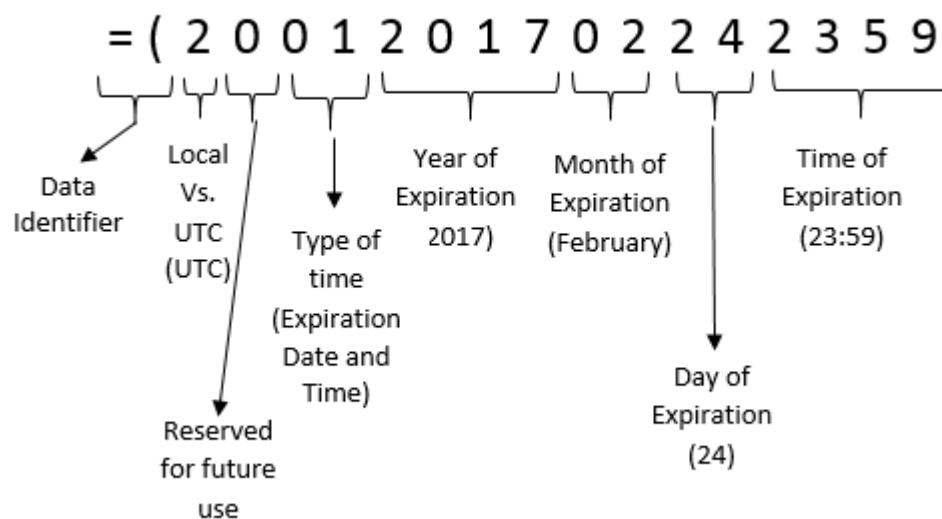 = ( 2 0 0 1 2 0 1 7 0 2 2 4 2 3 5 9
Data
Identifier
Local
Vs.
UTC
(UTC)
Reserved
for future
use
Type of
time
(Expiration
Date and
Time)
Year of
Expiration
2017)
Month of
Expiration
(February)
Day of
Expiration
(24)
Time of
Expiration
(23:59)